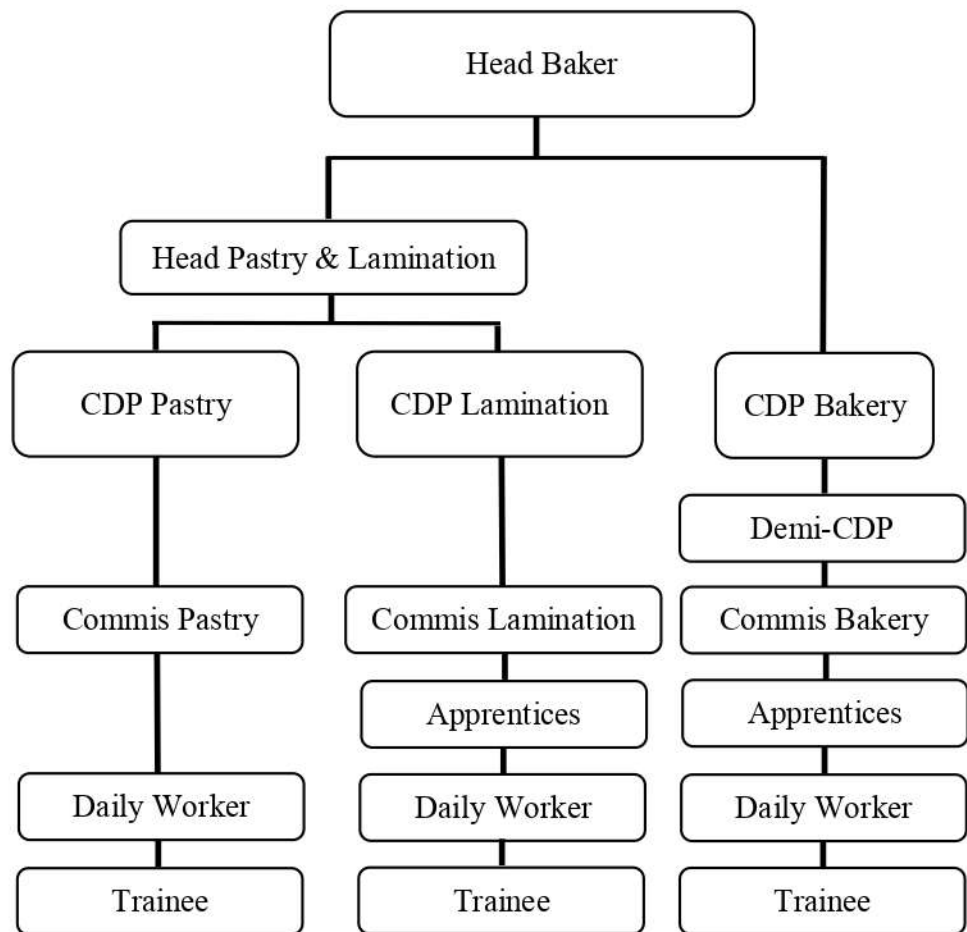 Head Baker
Head Pastry & Lamination
CDP Pastry
CDP Lamination
CDP Bakery
Demi-CDP
Commis Pastry
Commis Lamination
Commis Bakery
Apprentices
Apprentices
Daily Worker
Daily Worker
Daily Worker
Trainee
Trainee
Trainee